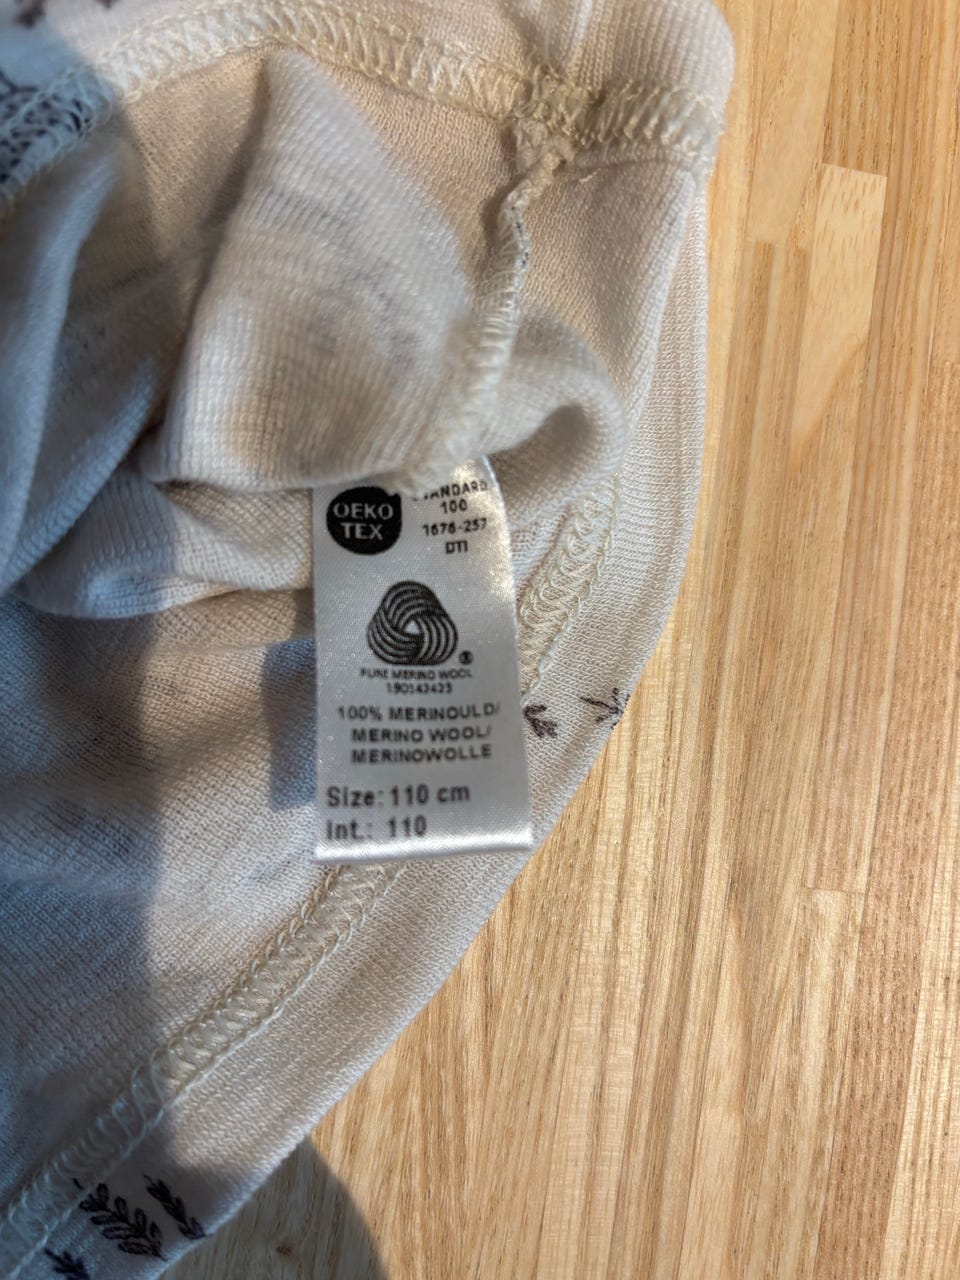 OEKO
TEX
STANDARD
100
1676-257
DTI
PURE MERINO WOOL
190543423
100% MERINOULD/
MERINO WOOL/
MERINOWOLLE
Size: 110 cm
Int.: 110